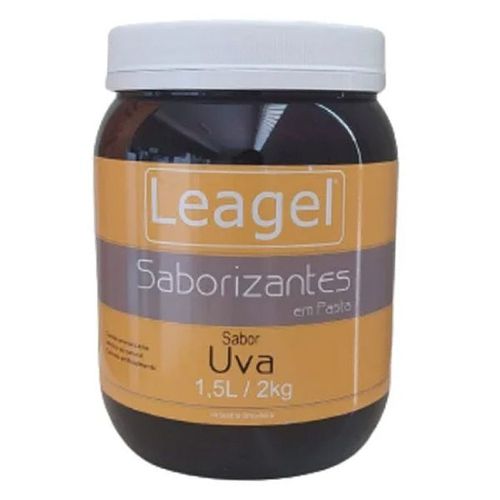 Leagel
Saborizantes
em Pasta
Sabor
Uva
1,5L / 2kg